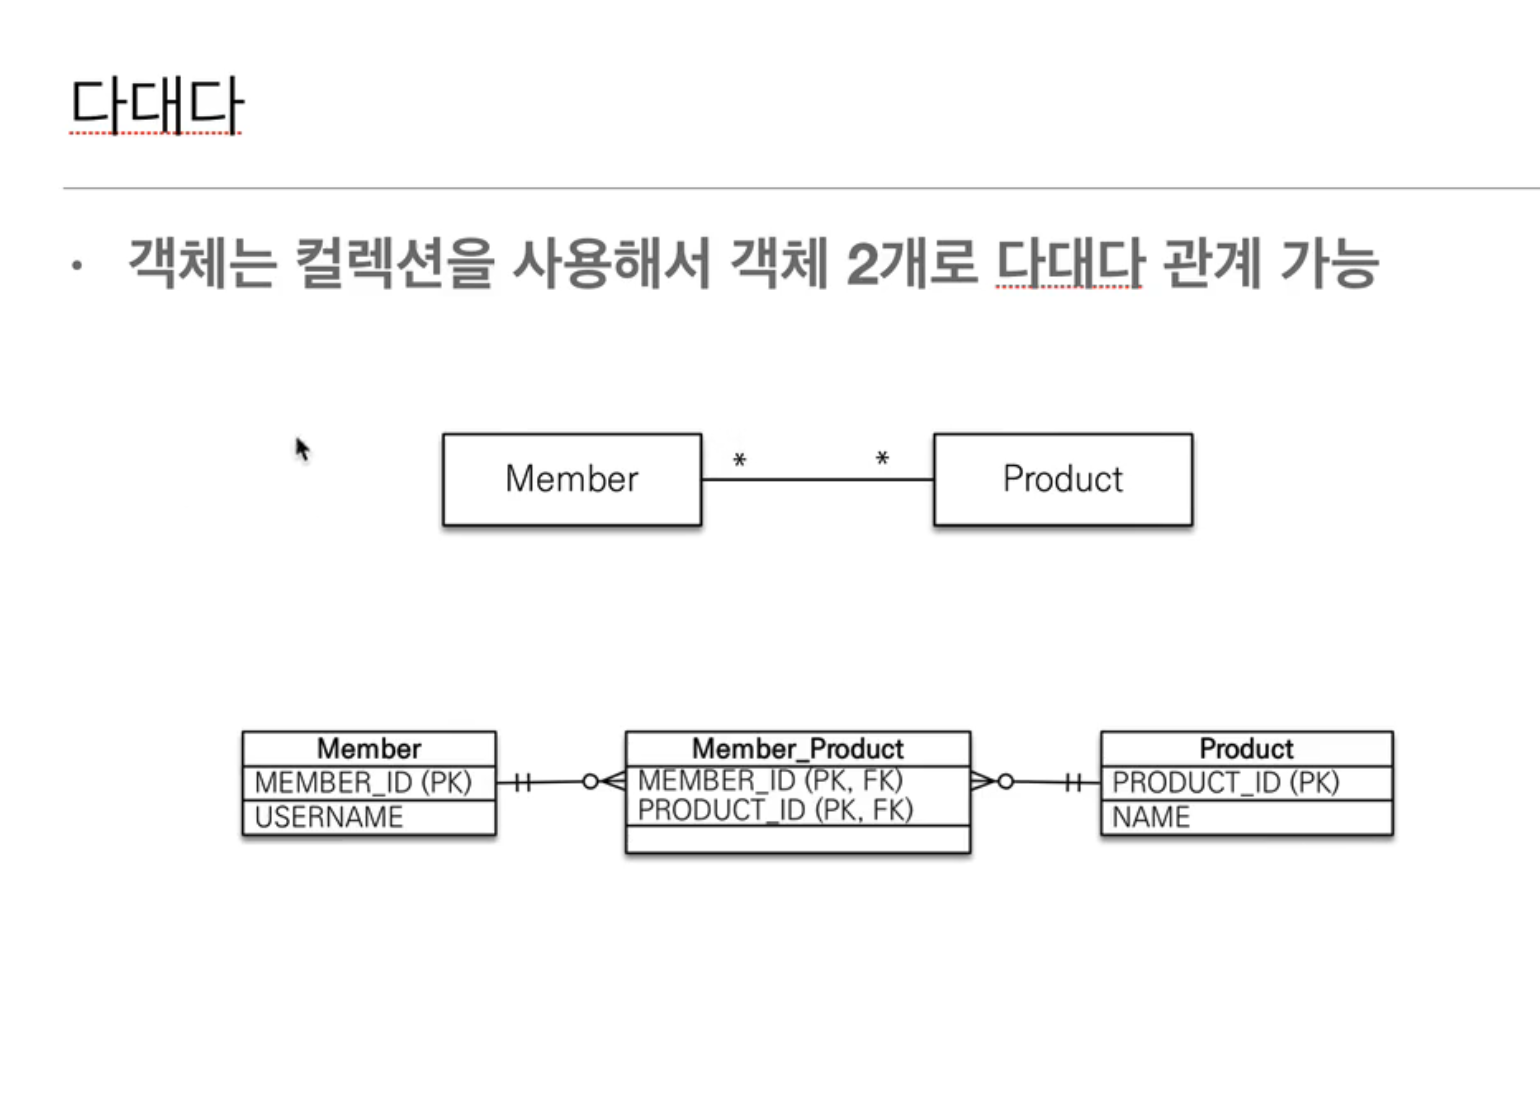 다대다
• 객체는 컬렉션을 사용해서 객체 2개로 다대다 관계 가능
Member * * Product
Member
MEMBER_ID (PK)
USERNAME
Member_Product
MEMBER_ID (PK, FK)
PRODUCT_ID (PK, FK)
Product
PRODUCT_ID (PK)
NAME